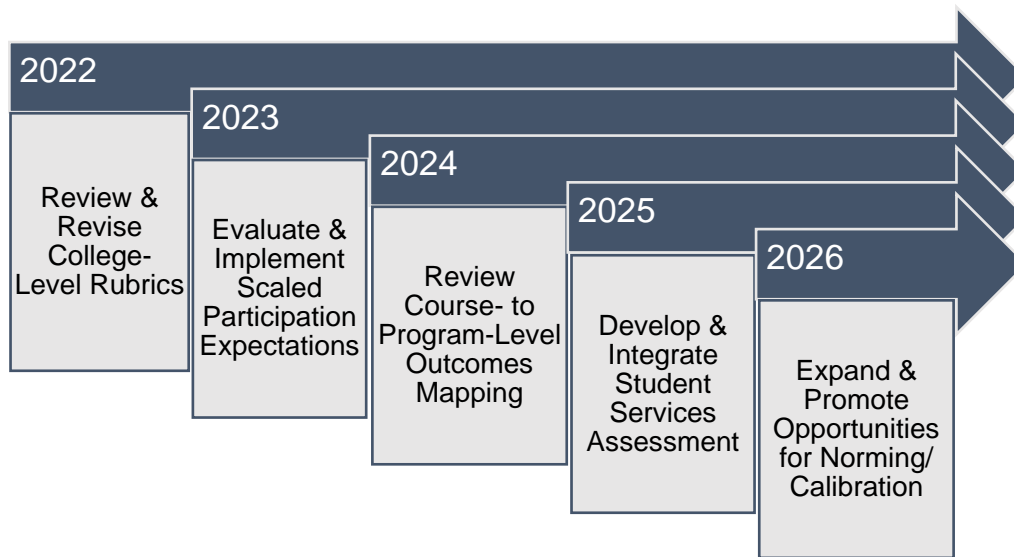 2022
Review &
Revise
College-
Level Rubrics
2023
Evaluate &
Implement
Scaled
Participation
Expectations
2024
Review
Course- to
Program-Level
Outcomes
Mapping
2025
Develop &
Integrate
Student
Services
Assessment
2026
Expand &
Promote
Opportunities
for Norming/
Calibration